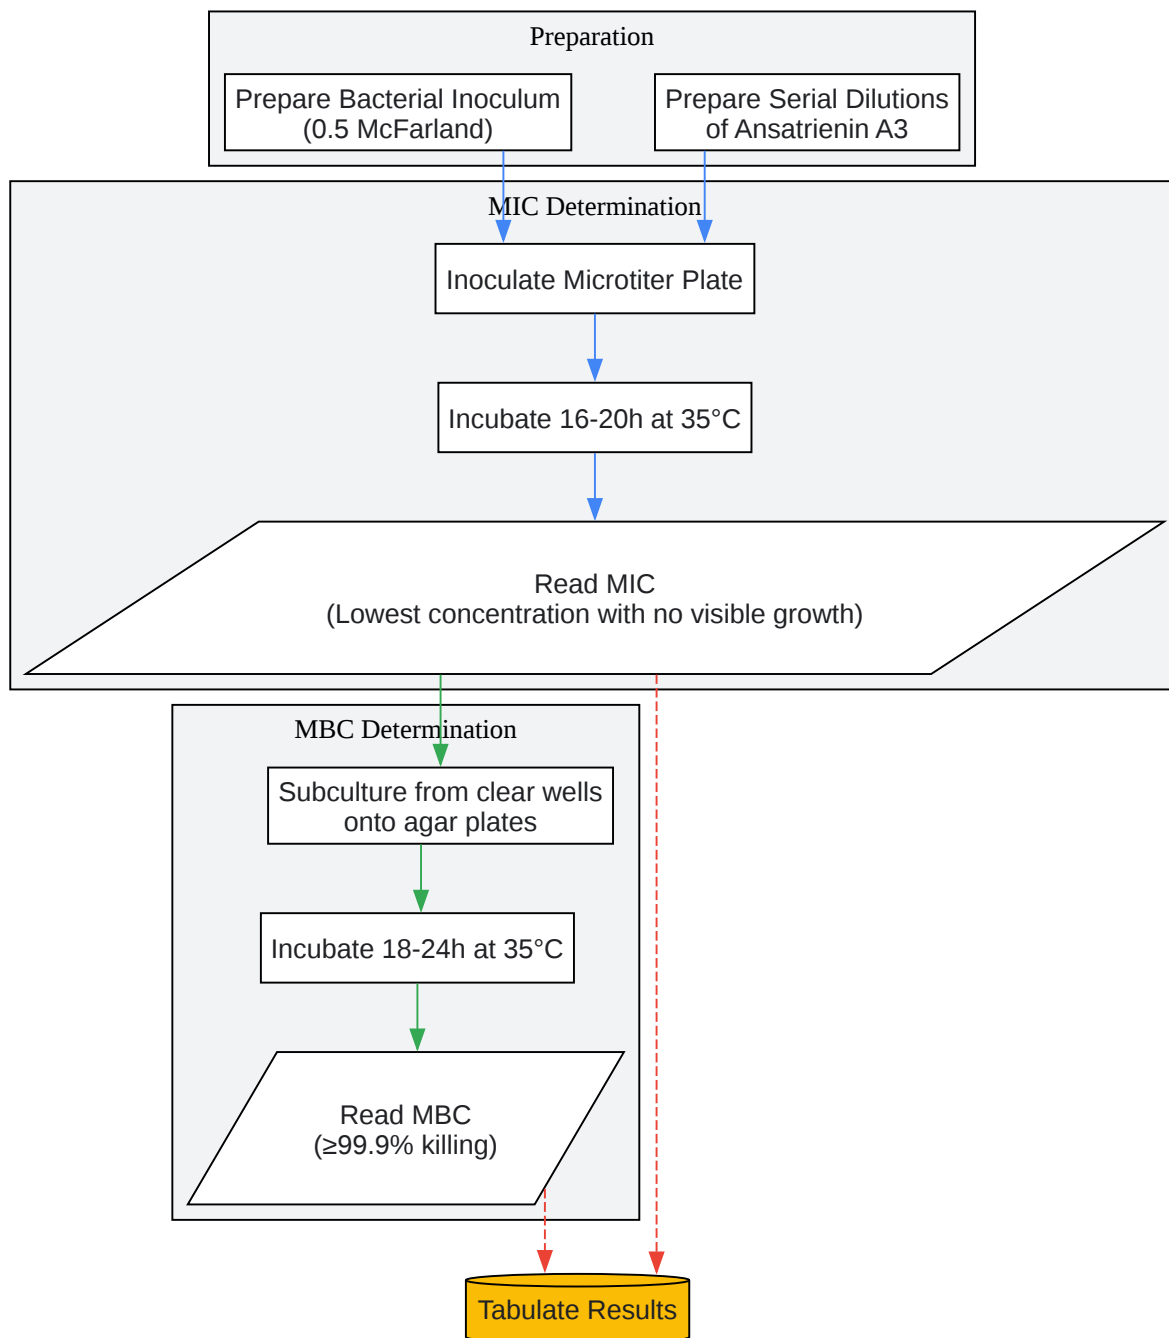 Preparation
Prepare Bacterial Inoculum
(0.5 McFarland)
Prepare Serial Dilutions
of Ansatrienin A3
MIC Determination
Inoculate Microtiter Plate
Incubate 16-20h at 35°C
Read MIC
(Lowest concentration with no visible growth)
MBC Determination
Subculture from clear wells
onto agar plates
Incubate 18-24h at 35°C
Read MBC
(≥99.9% killing)
Tabulate Results